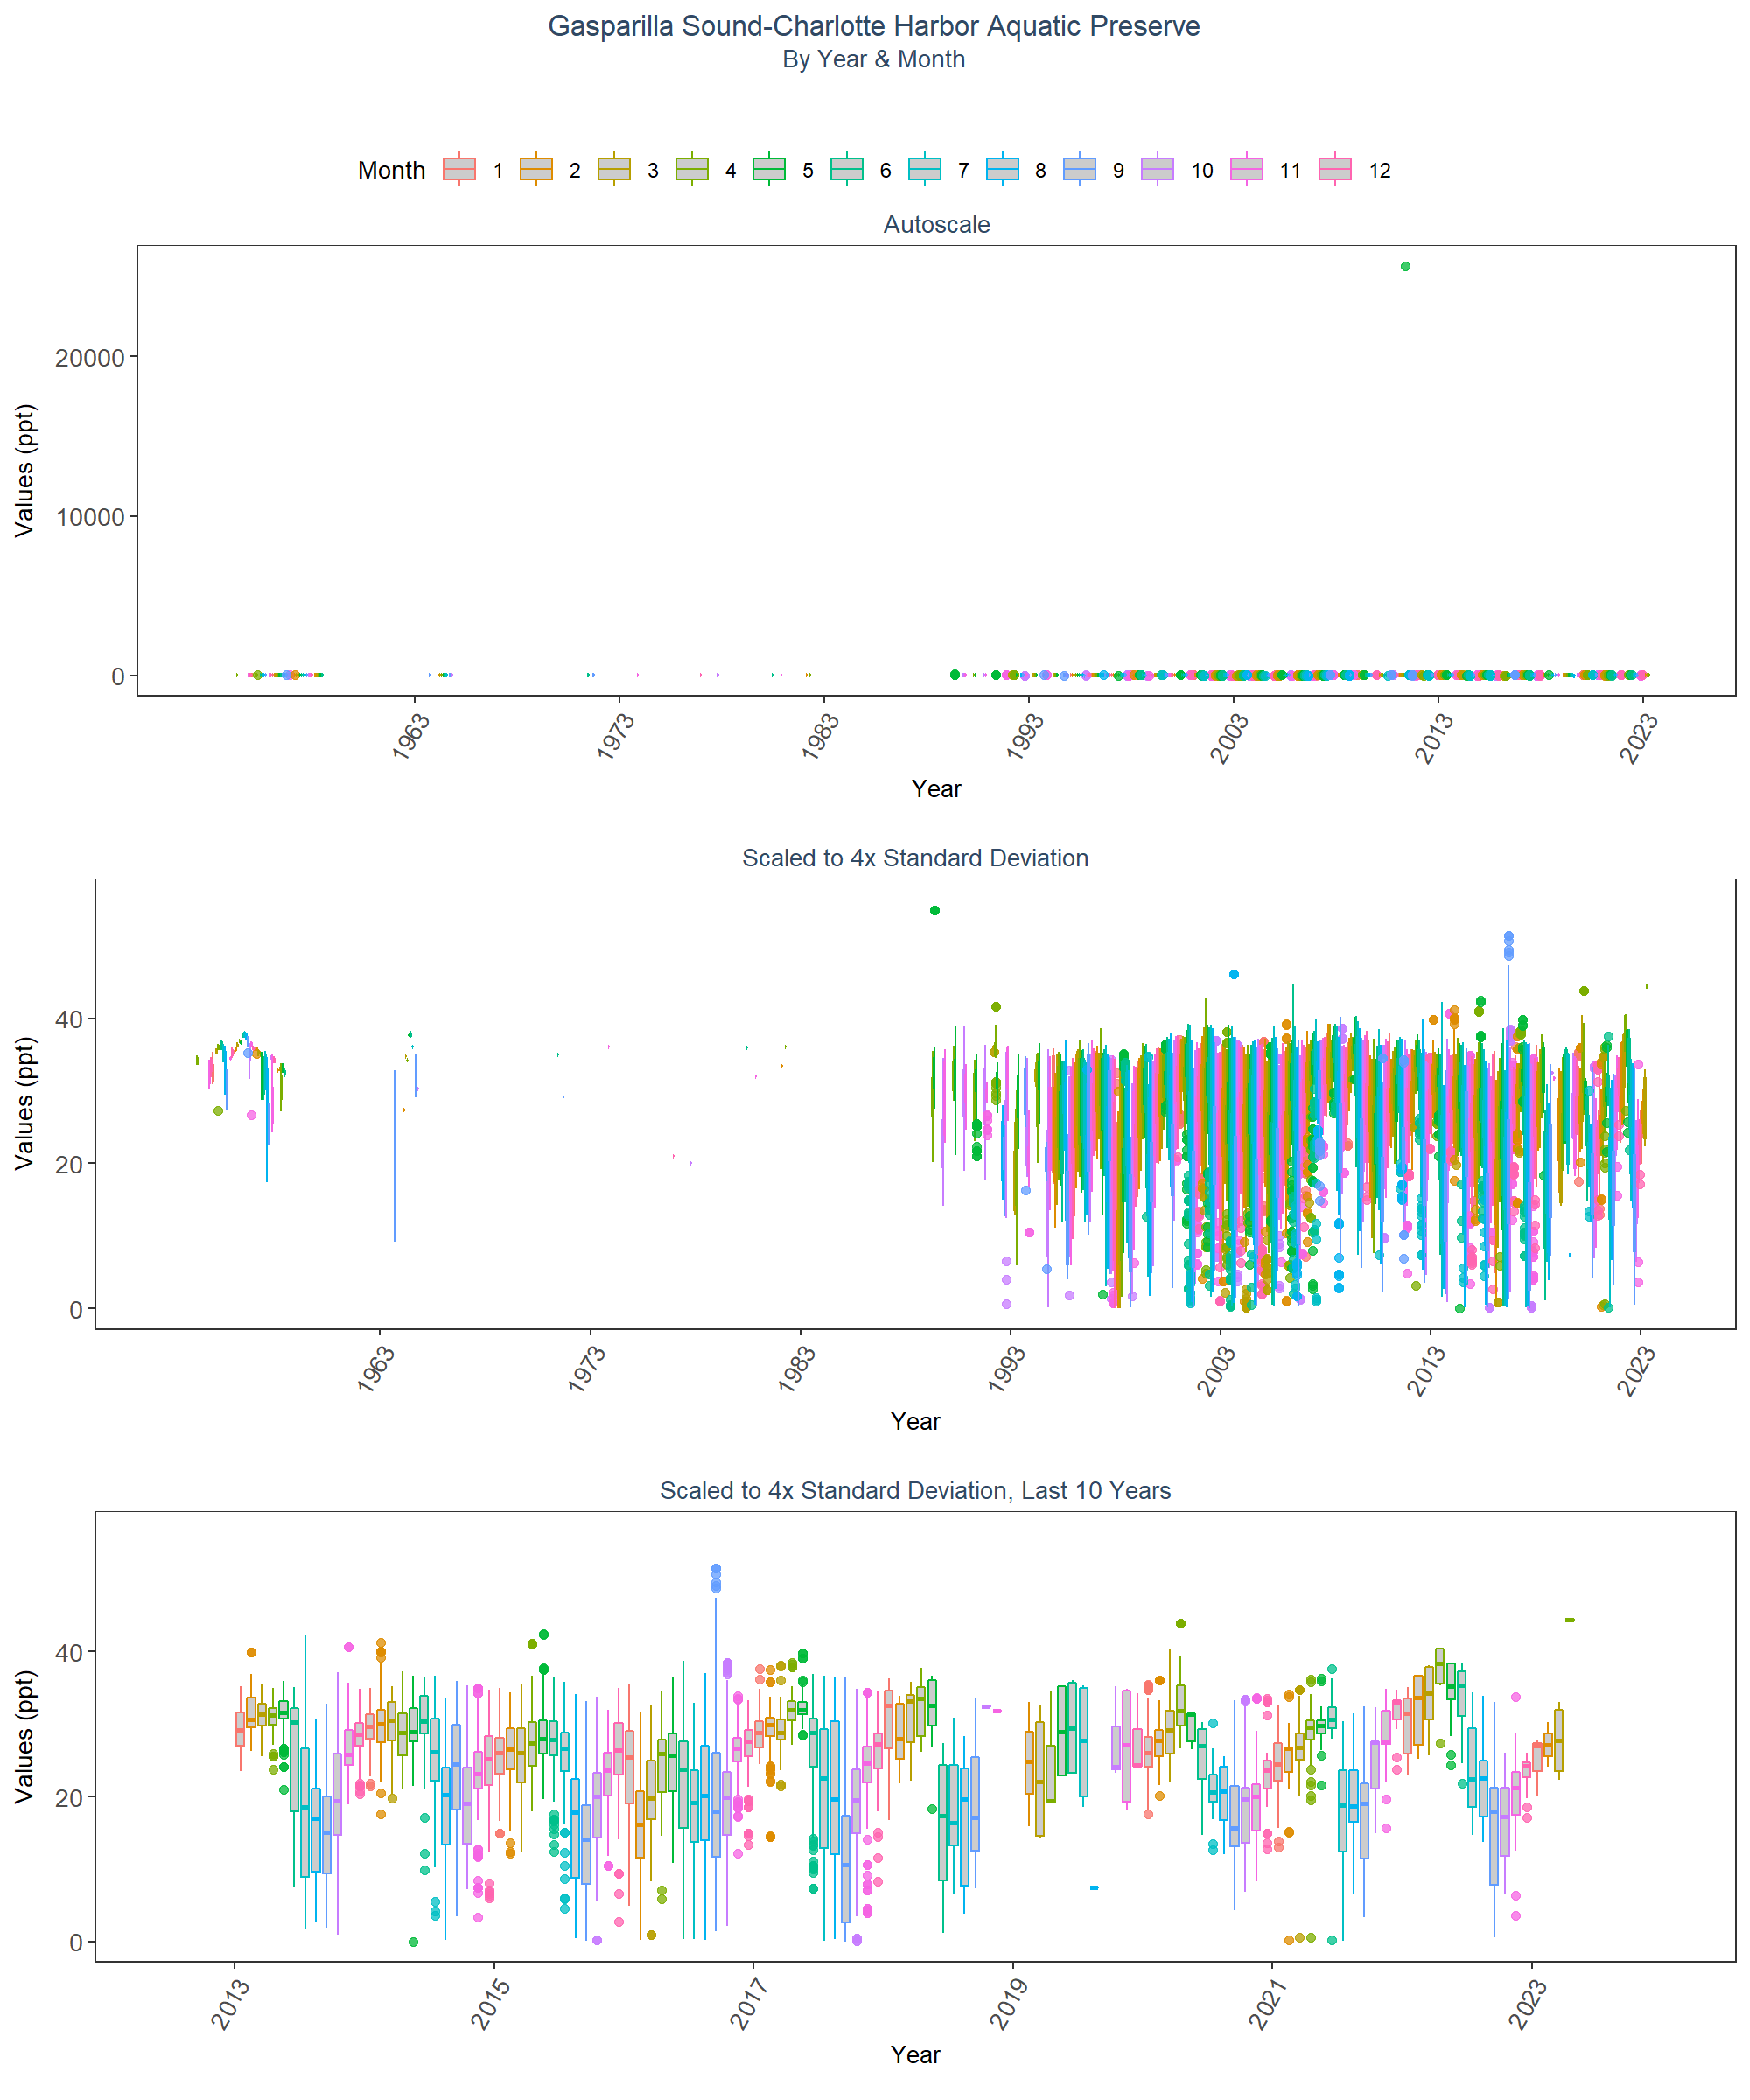 Gasparilla Sound-Charlotte Harbor Aquatic Preserve
By Year & Month
Month 1 2 3 4 5 6 7 8 9 10 11 12
Autoscale
Values (ppt)
20000
10000
0
1963 1973 1983 1993 2003 2013 2023
Year
Scaled to 4x Standard Deviation
Values (ppt)
40
20
0
1963 1973 1983 1993 2003 2013 2023
Year
Scaled to 4x Standard Deviation, Last 10 Years
Values (ppt)
40
20
0
2013 2015 2017 2019 2021 2023
Year